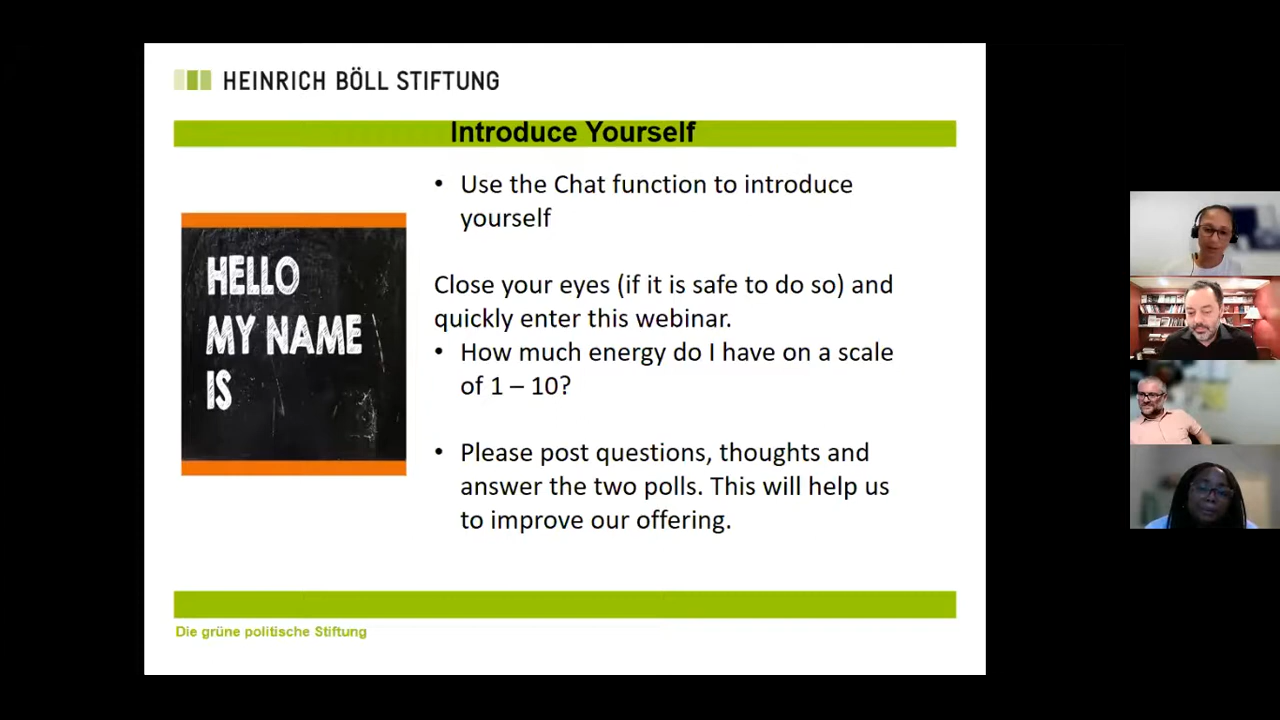 HEINRICH BÖLL STIFTUNG
Introduce Yourself
HELLO
MY NAME
IS
• Use the Chat function to introduce
yourself
Close your eyes (if it is safe to do so) and
quickly enter this webinar.
• How much energy do I have on a scale
of 1 – 10?
• Please post questions, thoughts and
answer the two polls. This will help us
to improve our offering.
Die grüne politische Stiftung